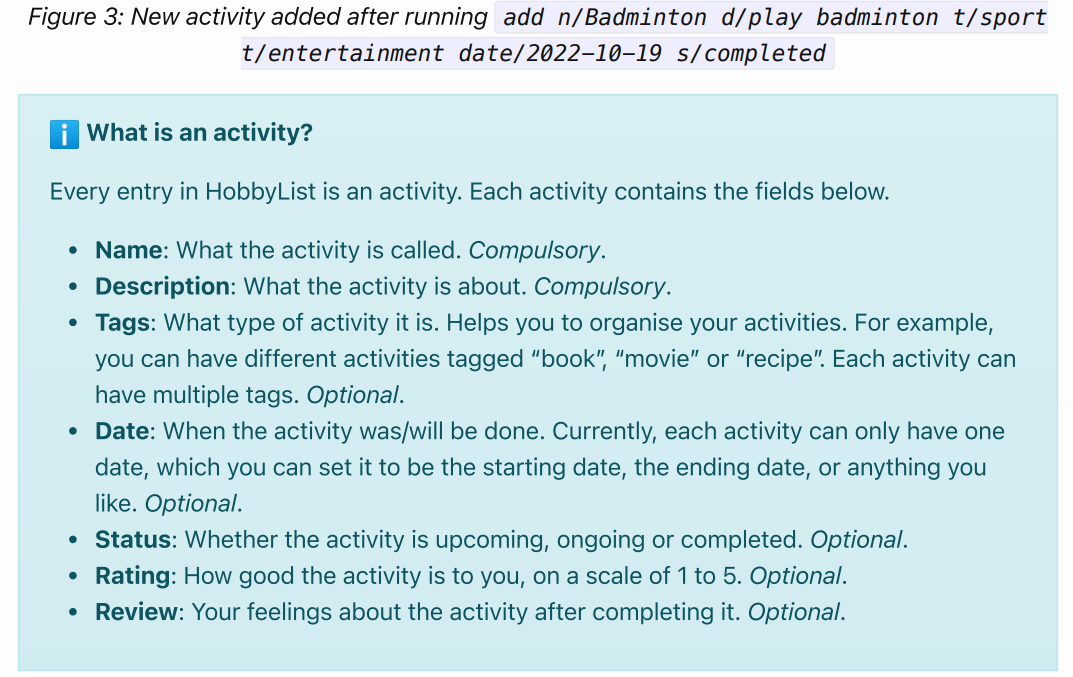 Figure 3: New activity added after running add n/Badminton d/play badminton t/sport
t/entertainment date/2022-10-19 s/completed
What is an activity?
Every entry in HobbyList is an activity. Each activity contains the fields below.
• Name: What the activity is called. Compulsory.
• Description: What the activity is about. Compulsory.
• Tags: What type of activity it is. Helps you to organise your activities. For example,
you can have different activities tagged “book”, “movie” or “recipe”. Each activity can
have multiple tags. Optional.
• Date: When the activity was/will be done. Currently, each activity can only have one
date, which you can set it to be the starting date, the ending date, or anything you
like. Optional.
• Status: Whether the activity is upcoming, ongoing or completed. Optional.
• Rating: How good the activity is to you, on a scale of 1 to 5. Optional.
• Review: Your feelings about the activity after completing it. Optional.